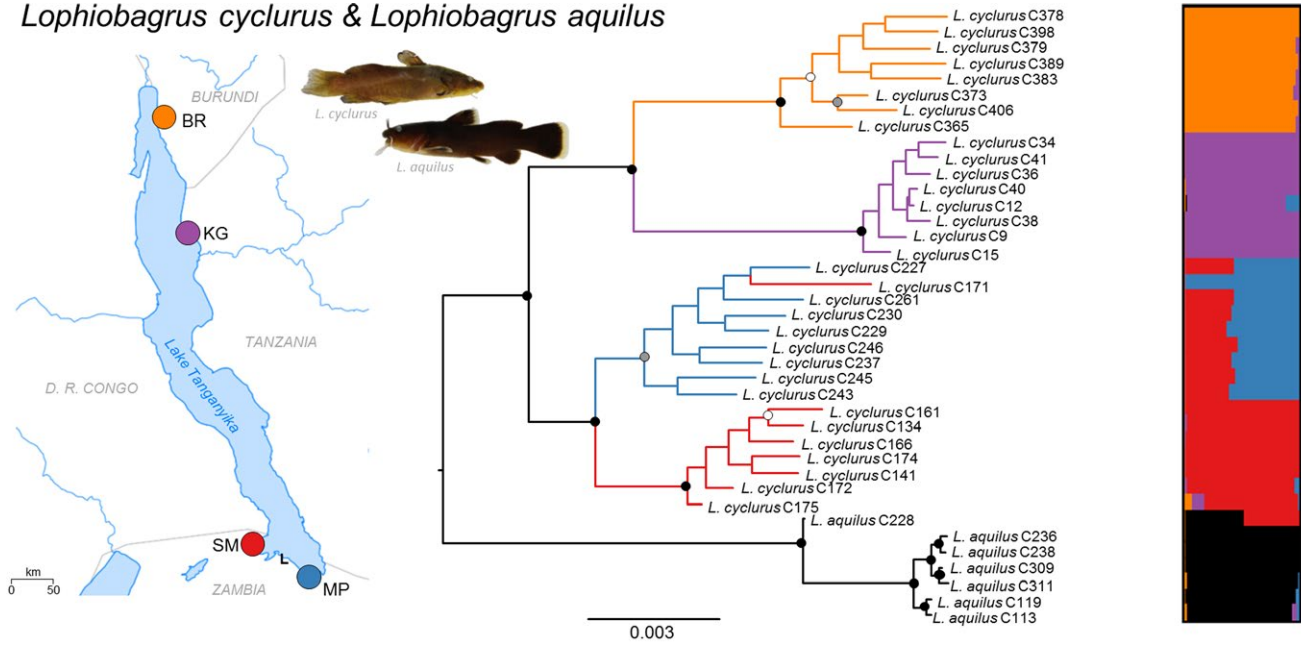 Lophiobagrus cyclurus & Lophiobagrus aquilus
BURUNDI
BR
KG
TANZANIA
D. R. CONGO
Lake Tanganyika
SM
L
MP
ZAMBIA
km
0 50
L. cyclurus
L. aquilus
L. cyclurus C378
L. cyclurus C398
L. cyclurus C379
L. cyclurus C389
L. cyclurus C383
L. cyclurus C373
L. cyclurus C406
L. cyclurus C365
L. cyclurus C34
L. cyclurus C41
L. cyclurus C36
L. cyclurus C40
L. cyclurus C12
L. cyclurus C38
L. cyclurus C9
L. cyclurus C15
L. cyclurus C227
L. cyclurus C171
L. cyclurus C261
L. cyclurus C230
L. cyclurus C229
L. cyclurus C246
L. cyclurus C237
L. cyclurus C245
L. cyclurus C243
L. cyclurus C161
L. cyclurus C134
L. cyclurus C166
L. cyclurus C174
L. cyclurus C141
L. cyclurus C172
L. cyclurus C175
L. aquilus C228
L. aquilus C236
L. aquilus C238
L. aquilus C309
L. aquilus C311
L. aquilus C119
L. aquilus C113
0.003